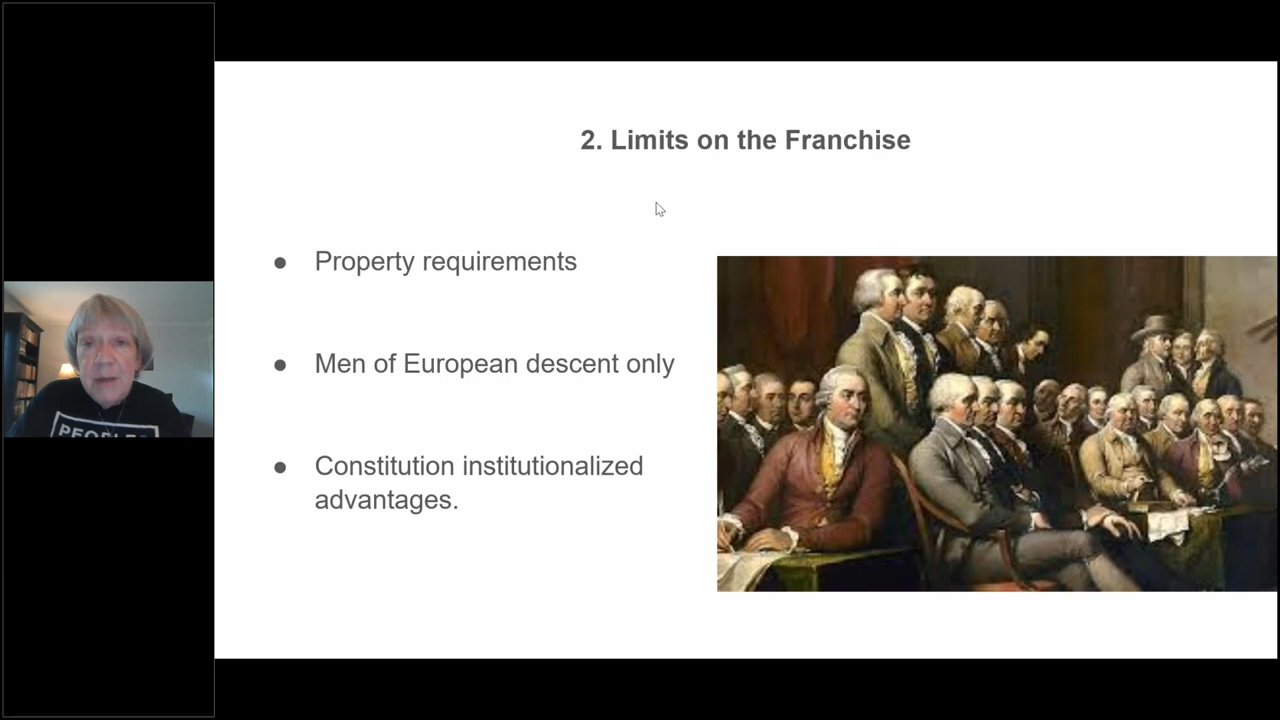 2. Limits on the Franchise
● Property requirements
● Men of European descent only
● Constitution institutionalized
advantages.